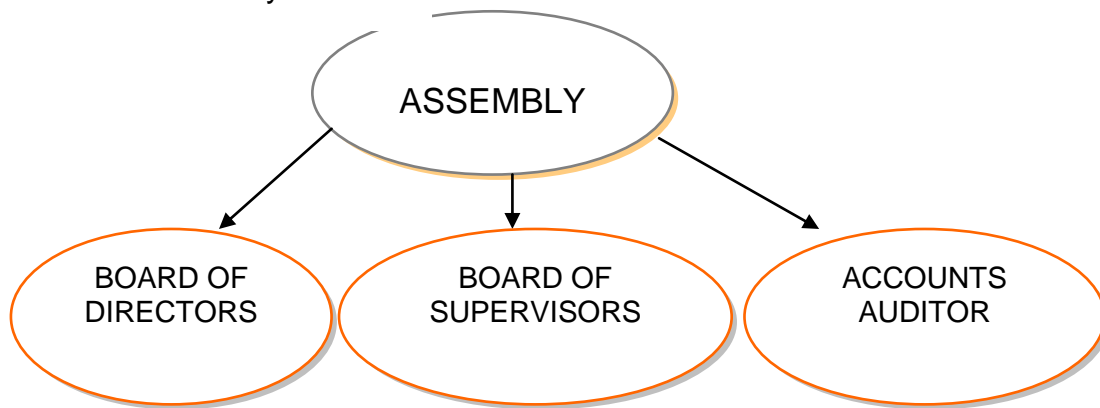 ASSEMBLY
BOARD OF
DIRECTORS
BOARD OF
SUPERVISORS
ACCOUNTS
AUDITOR